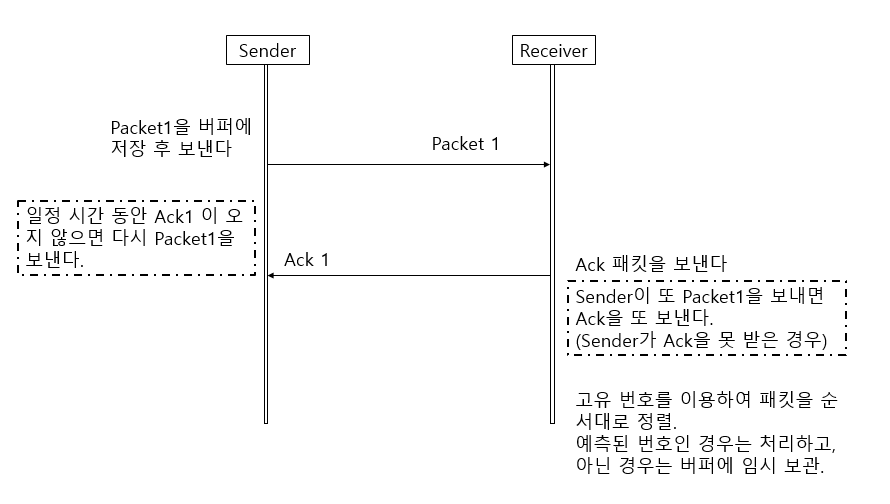 Sender
Receiver
Packet1을 버퍼에
저장 후 보낸다
Packet 1
일정 시간 동안 Ack1 이 오
지 않으면 다시 Packet1을
보낸다.
Ack 1
Ack 패킷을 보낸다
Sender이 또 Packet1을 보내면
Ack을 또 보낸다.
(Sender가 Ack을 못 받은 경우)
고유 번호를 이용하여 패킷을 순
서대로 정렬.
예측된 번호인 경우는 처리하고,
아닌 경우는 버퍼에 임시 보관.